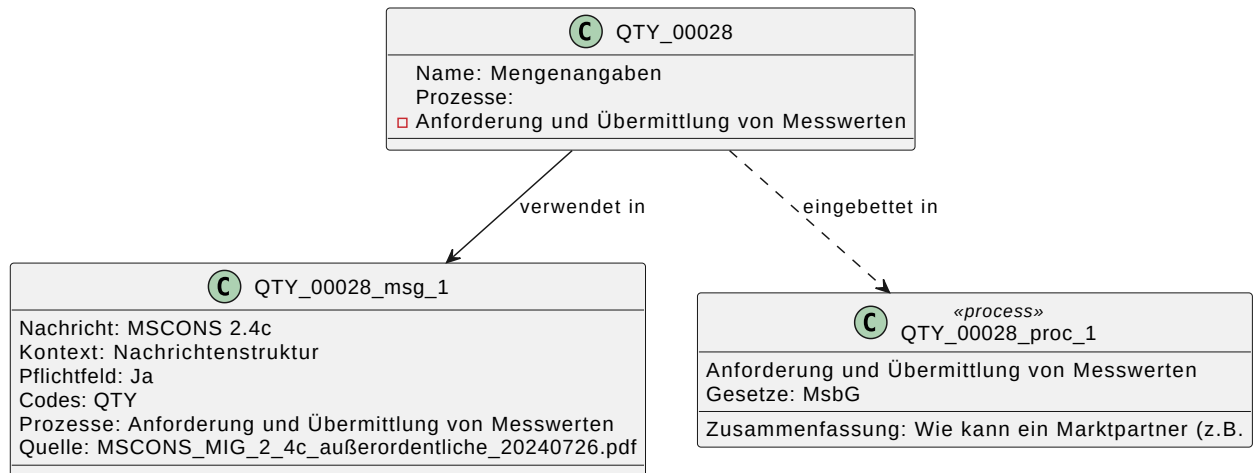 C QTY_00028
Name: Mengenangaben
Prozesse:
Anforderung und Übermittlung von Messwerten
verwendet in
eingebettet in
C QTY_00028_msg_1
Nachricht: MSCONS 2.4c
Kontext: Nachrichtenstruktur
Pflichtfeld: Ja
Codes: QTY
Prozesse: Anforderung und Übermittlung von Messwerten
Quelle: MSCONS_MIG_2_4c_außerordentliche_20240726.pdf
«process»
C QTY_00028_proc_1
Anforderung und Übermittlung von Messwerten
Gesetze: MsbG
Zusammenfassung: Wie kann ein Marktpartner (z.B.